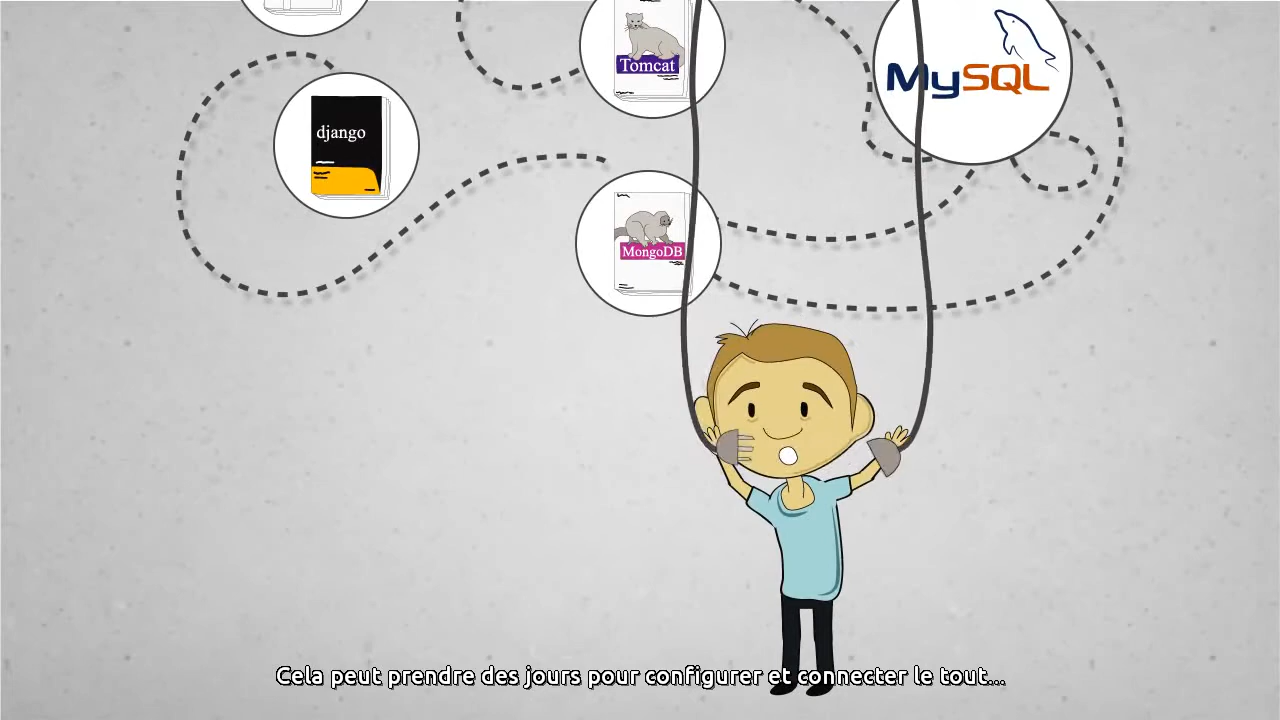 Tomcat
MySQL
django
MongoDB
Cela peut prendre des jours pour configurer et connecter le tout...